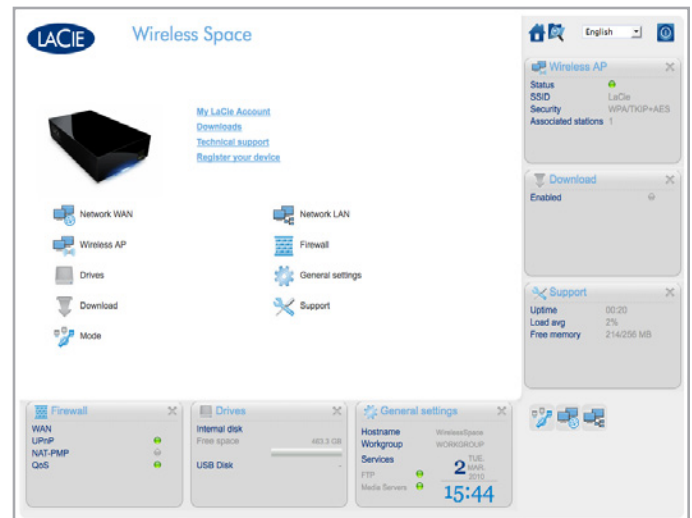 LACIE
Wireless Space
English
My LaCie Account
Downloads
Technical support
Register your device
Network WAN
Network LAN
Wireless AP
Firewall
Drives
General settings
Download
Support
Mode
Wireless AP
Status
SSID LaCie
Security WPA/TKIP+AES
Associated stations 1
Download
Enabled
Support
Uptime 00:20
Load avg 2%
Free memory 214/256 MB
Firewall
WAN
UPnP
NAT-PMP
QoS
Drives
Internal disk
Free space 463.3 GB
USB Disk -
General settings
Hostname WirelessSpace
Workgroup WORKGROUP
Services
FTP
Media Servers
TUE.
2 MAR.
2010
15:44